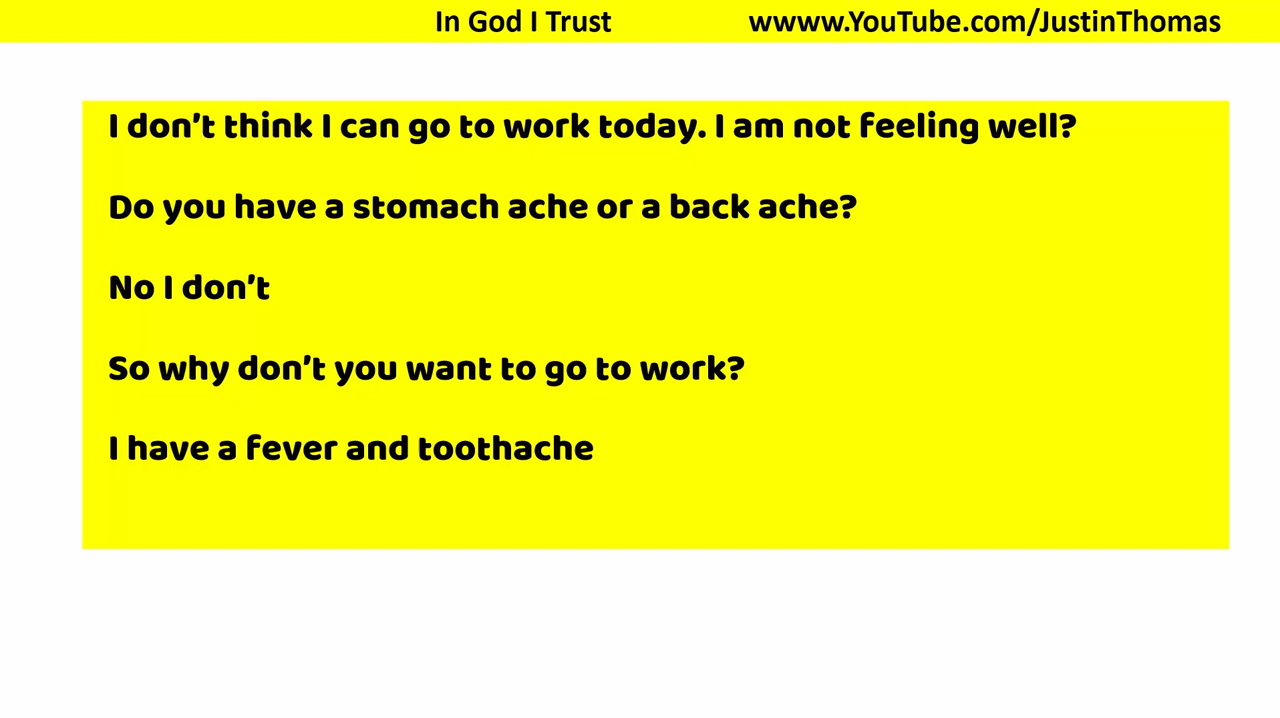 In God I Trust wwww.YouTube.com/JustinThomas
I don't think I can go to work today. I am not feeling well?
Do you have a stomach ache or a back ache?
No I don't
So why don't you want to go to work?
I have a fever and toothache